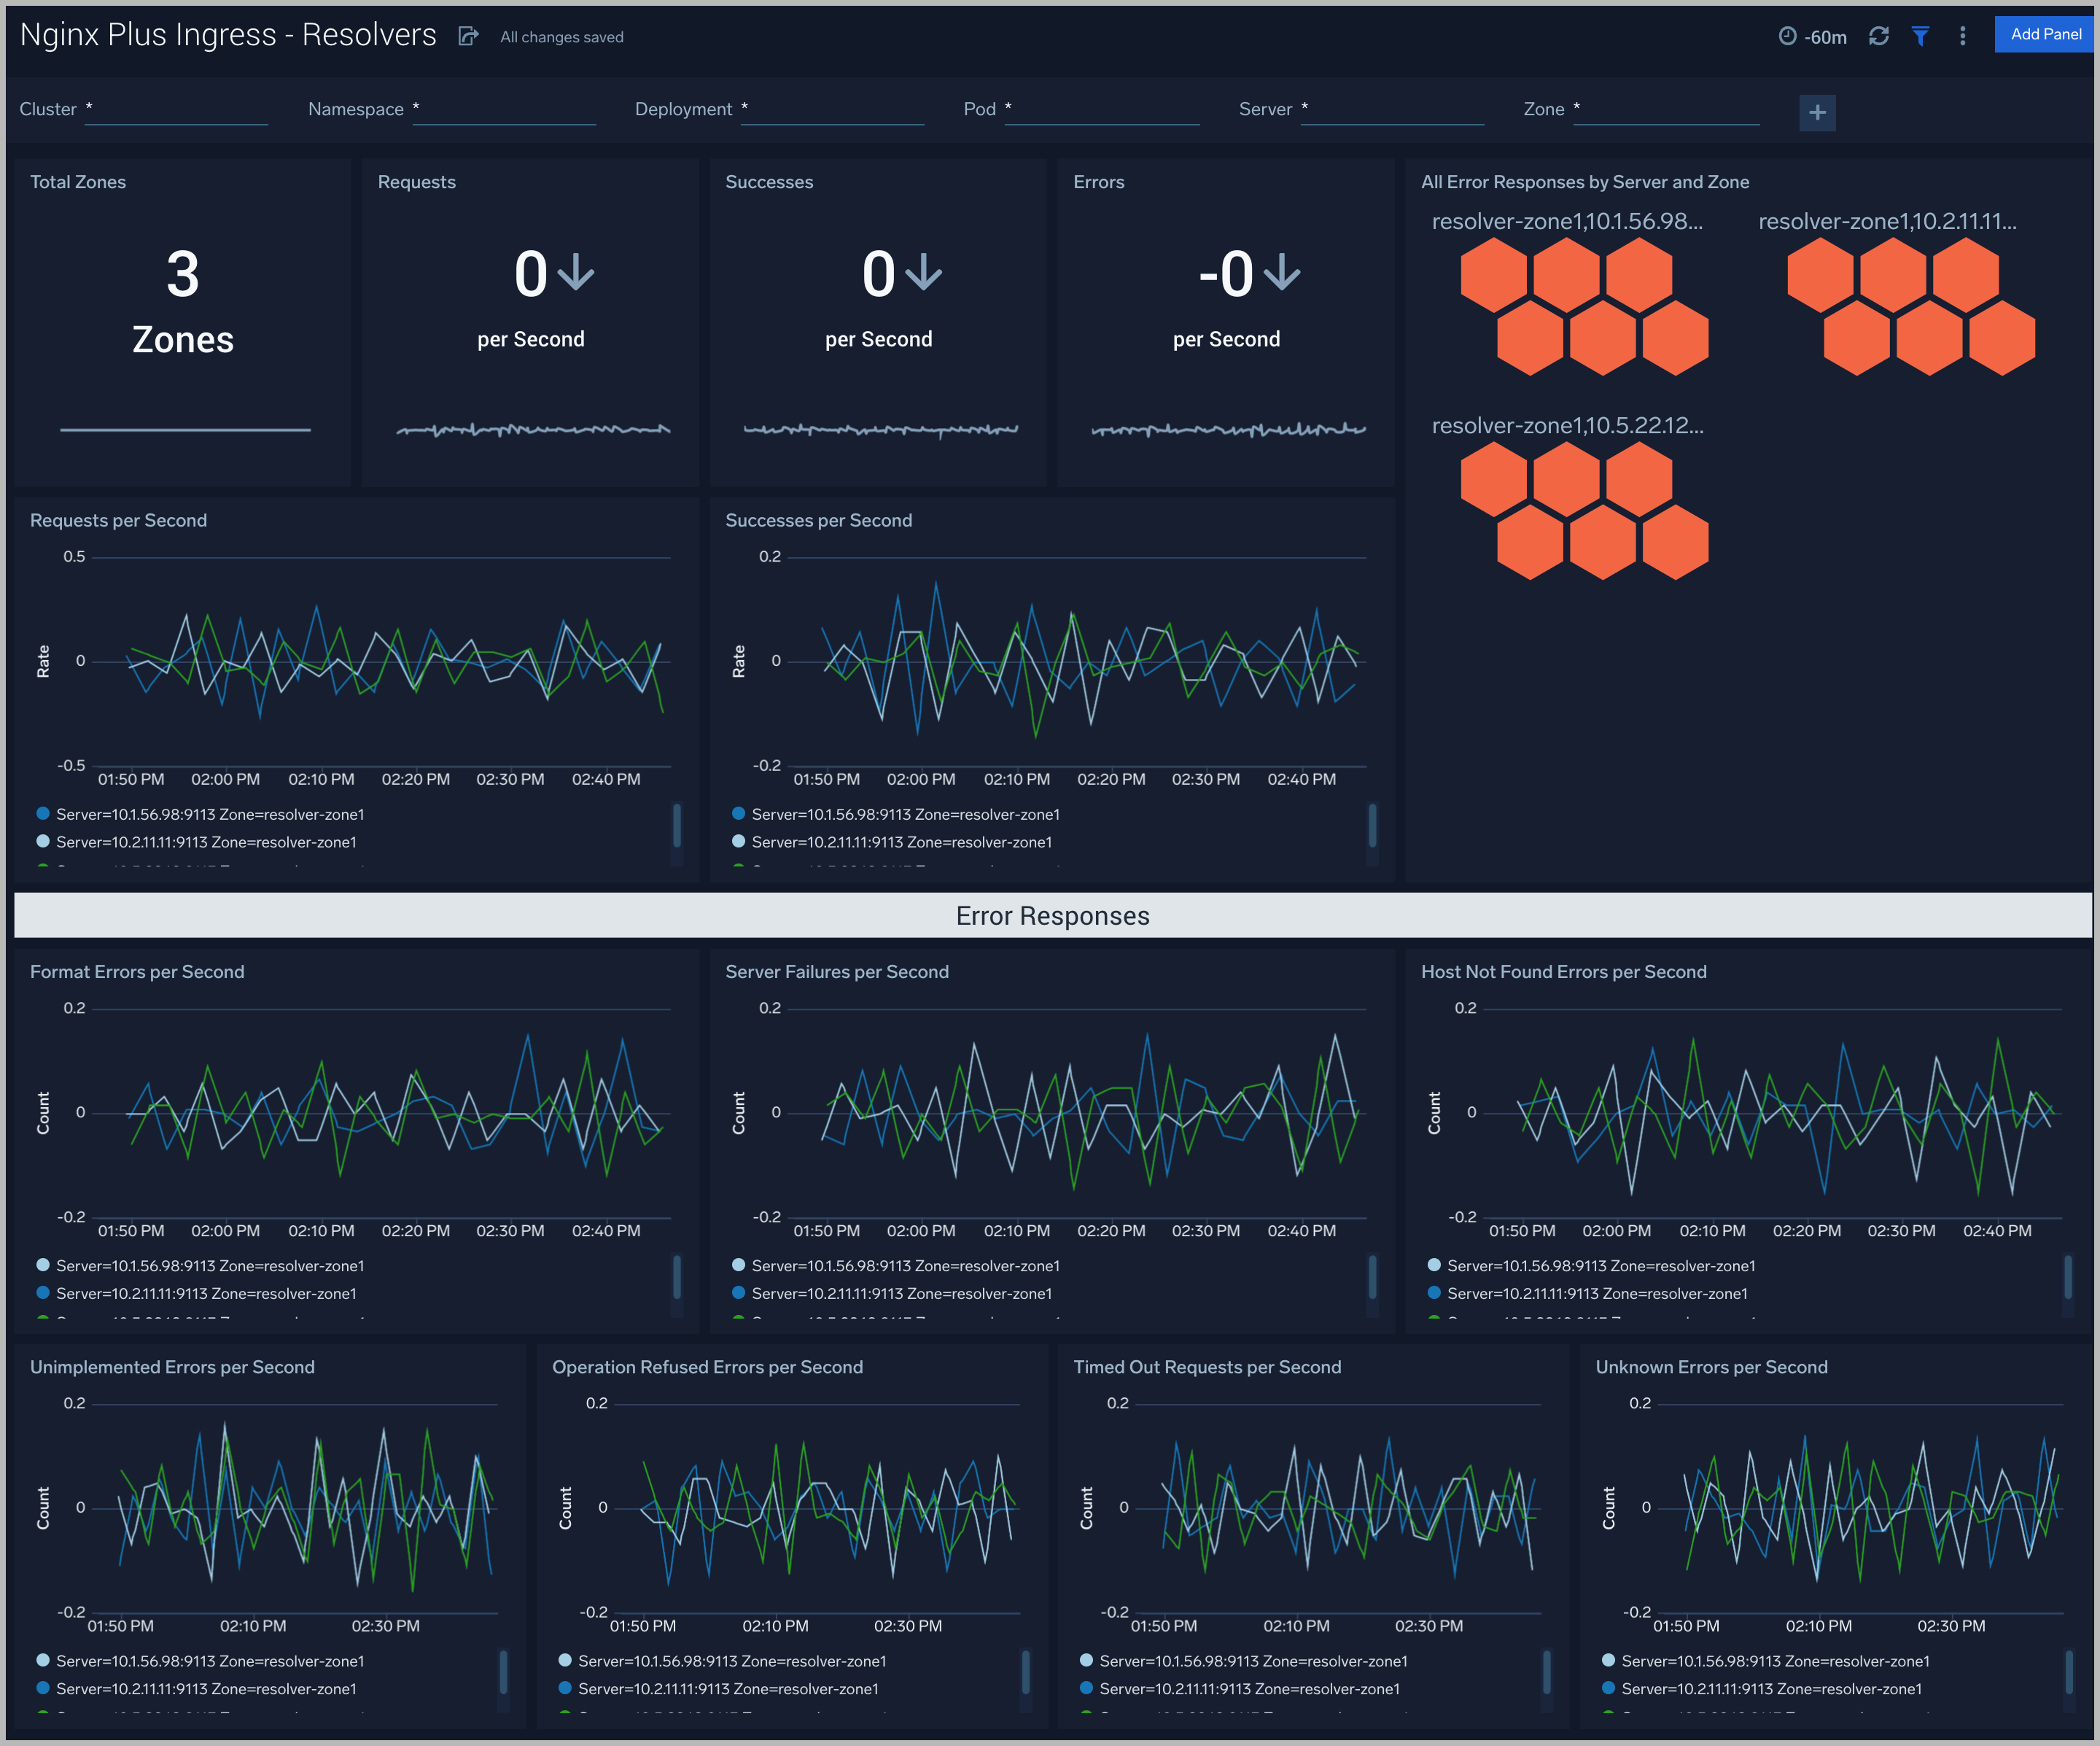 Nginx Plus Ingress - Resolvers All changes saved -60m Add Panel
Cluster * Namespace * Deployment * Pod * Server * Zone * +
Total Zones
3
Zones
Requests
0
per Second
Successes
0
per Second
Errors
-0
per Second
All Error Responses by Server and Zone
resolver-zone1,10.1.56.98...
resolver-zone1,10.2.11.11...
resolver-zone1,10.5.22.12...
Requests per Second
0.5
Rate
0
-0.5
01:50 PM 02:00 PM 02:10 PM 02:20 PM 02:30 PM 02:40 PM
Server=10.1.56.98:9113 Zone=resolver-zone1
Server=10.2.11.11:9113 Zone=resolver-zone1
Successes per Second
0.2
Rate
0
-0.2
01:50 PM 02:00 PM 02:10 PM 02:20 PM 02:30 PM 02:40 PM
Server=10.1.56.98:9113 Zone=resolver-zone1
Server=10.2.11.11:9113 Zone=resolver-zone1
Error Responses
Format Errors per Second
0.2
Count
0
-0.2
01:50 PM 02:00 PM 02:10 PM 02:20 PM 02:30 PM 02:40 PM
Server=10.1.56.98:9113 Zone=resolver-zone1
Server=10.2.11.11:9113 Zone=resolver-zone1
Server Failures per Second
0.2
Count
0
-0.2
01:50 PM 02:00 PM 02:10 PM 02:20 PM 02:30 PM 02:40 PM
Server=10.1.56.98:9113 Zone=resolver-zone1
Server=10.2.11.11:9113 Zone=resolver-zone1
Host Not Found Errors per Second
0.2
Count
0
-0.2
01:50 PM 02:00 PM 02:10 PM 02:20 PM 02:30 PM 02:40 PM
Server=10.1.56.98:9113 Zone=resolver-zone1
Server=10.2.11.11:9113 Zone=resolver-zone1
Unimplemented Errors per Second
0.2
Count
0
-0.2
01:50 PM 02:10 PM 02:30 PM
Server=10.1.56.98:9113 Zone=resolver-zone1
Server=10.2.11.11:9113 Zone=resolver-zone1
Operation Refused Errors per Second
0.2
Count
0
-0.2
01:50 PM 02:10 PM 02:30 PM
Server=10.1.56.98:9113 Zone=resolver-zone1
Server=10.2.11.11:9113 Zone=resolver-zone1
Timed Out Requests per Second
0.2
Count
0
-0.2
01:50 PM 02:10 PM 02:30 PM
Server=10.1.56.98:9113 Zone=resolver-zone1
Server=10.2.11.11:9113 Zone=resolver-zone1
Unknown Errors per Second
0.2
Count
0
-0.2
01:50 PM 02:10 PM 02:30 PM
Server=10.1.56.98:9113 Zone=resolver-zone1
Server=10.2.11.11:9113 Zone=resolver-zone1